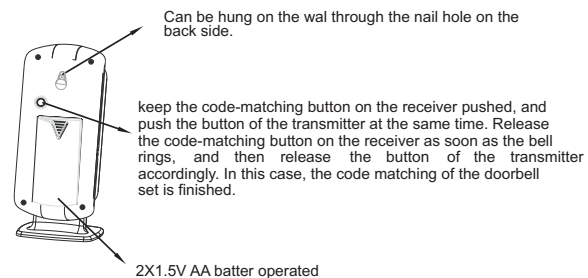 Can be hung on the wal through the nail hole on the
back side.
keep the code-matching button on the receiver pushed, and
push the button of the transmitter at the same time. Release
the code-matching button on the receiver as soon as the bell
rings, and then release the button of the transmitter
accordingly. In this case, the code matching of the doorbell
set is finished.
2X1.5V AA batter operated